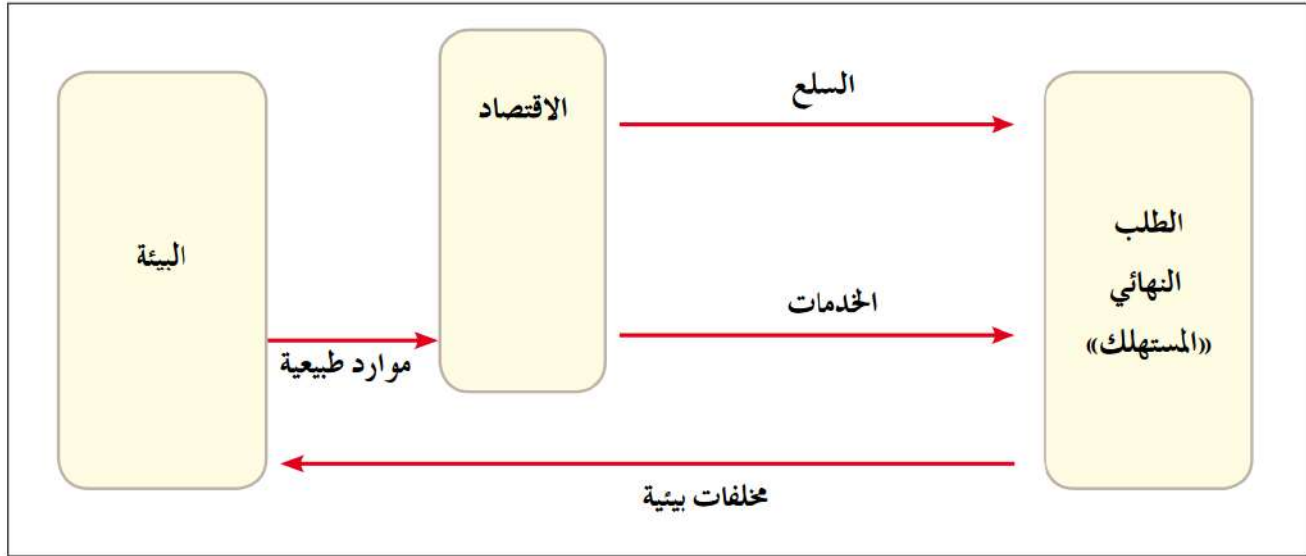 السلع
الاقتصاد
الطلب
النهائي
«المستهلك»
البيئة
الخدمات
موارد طبيعية
مخلفات بيئية